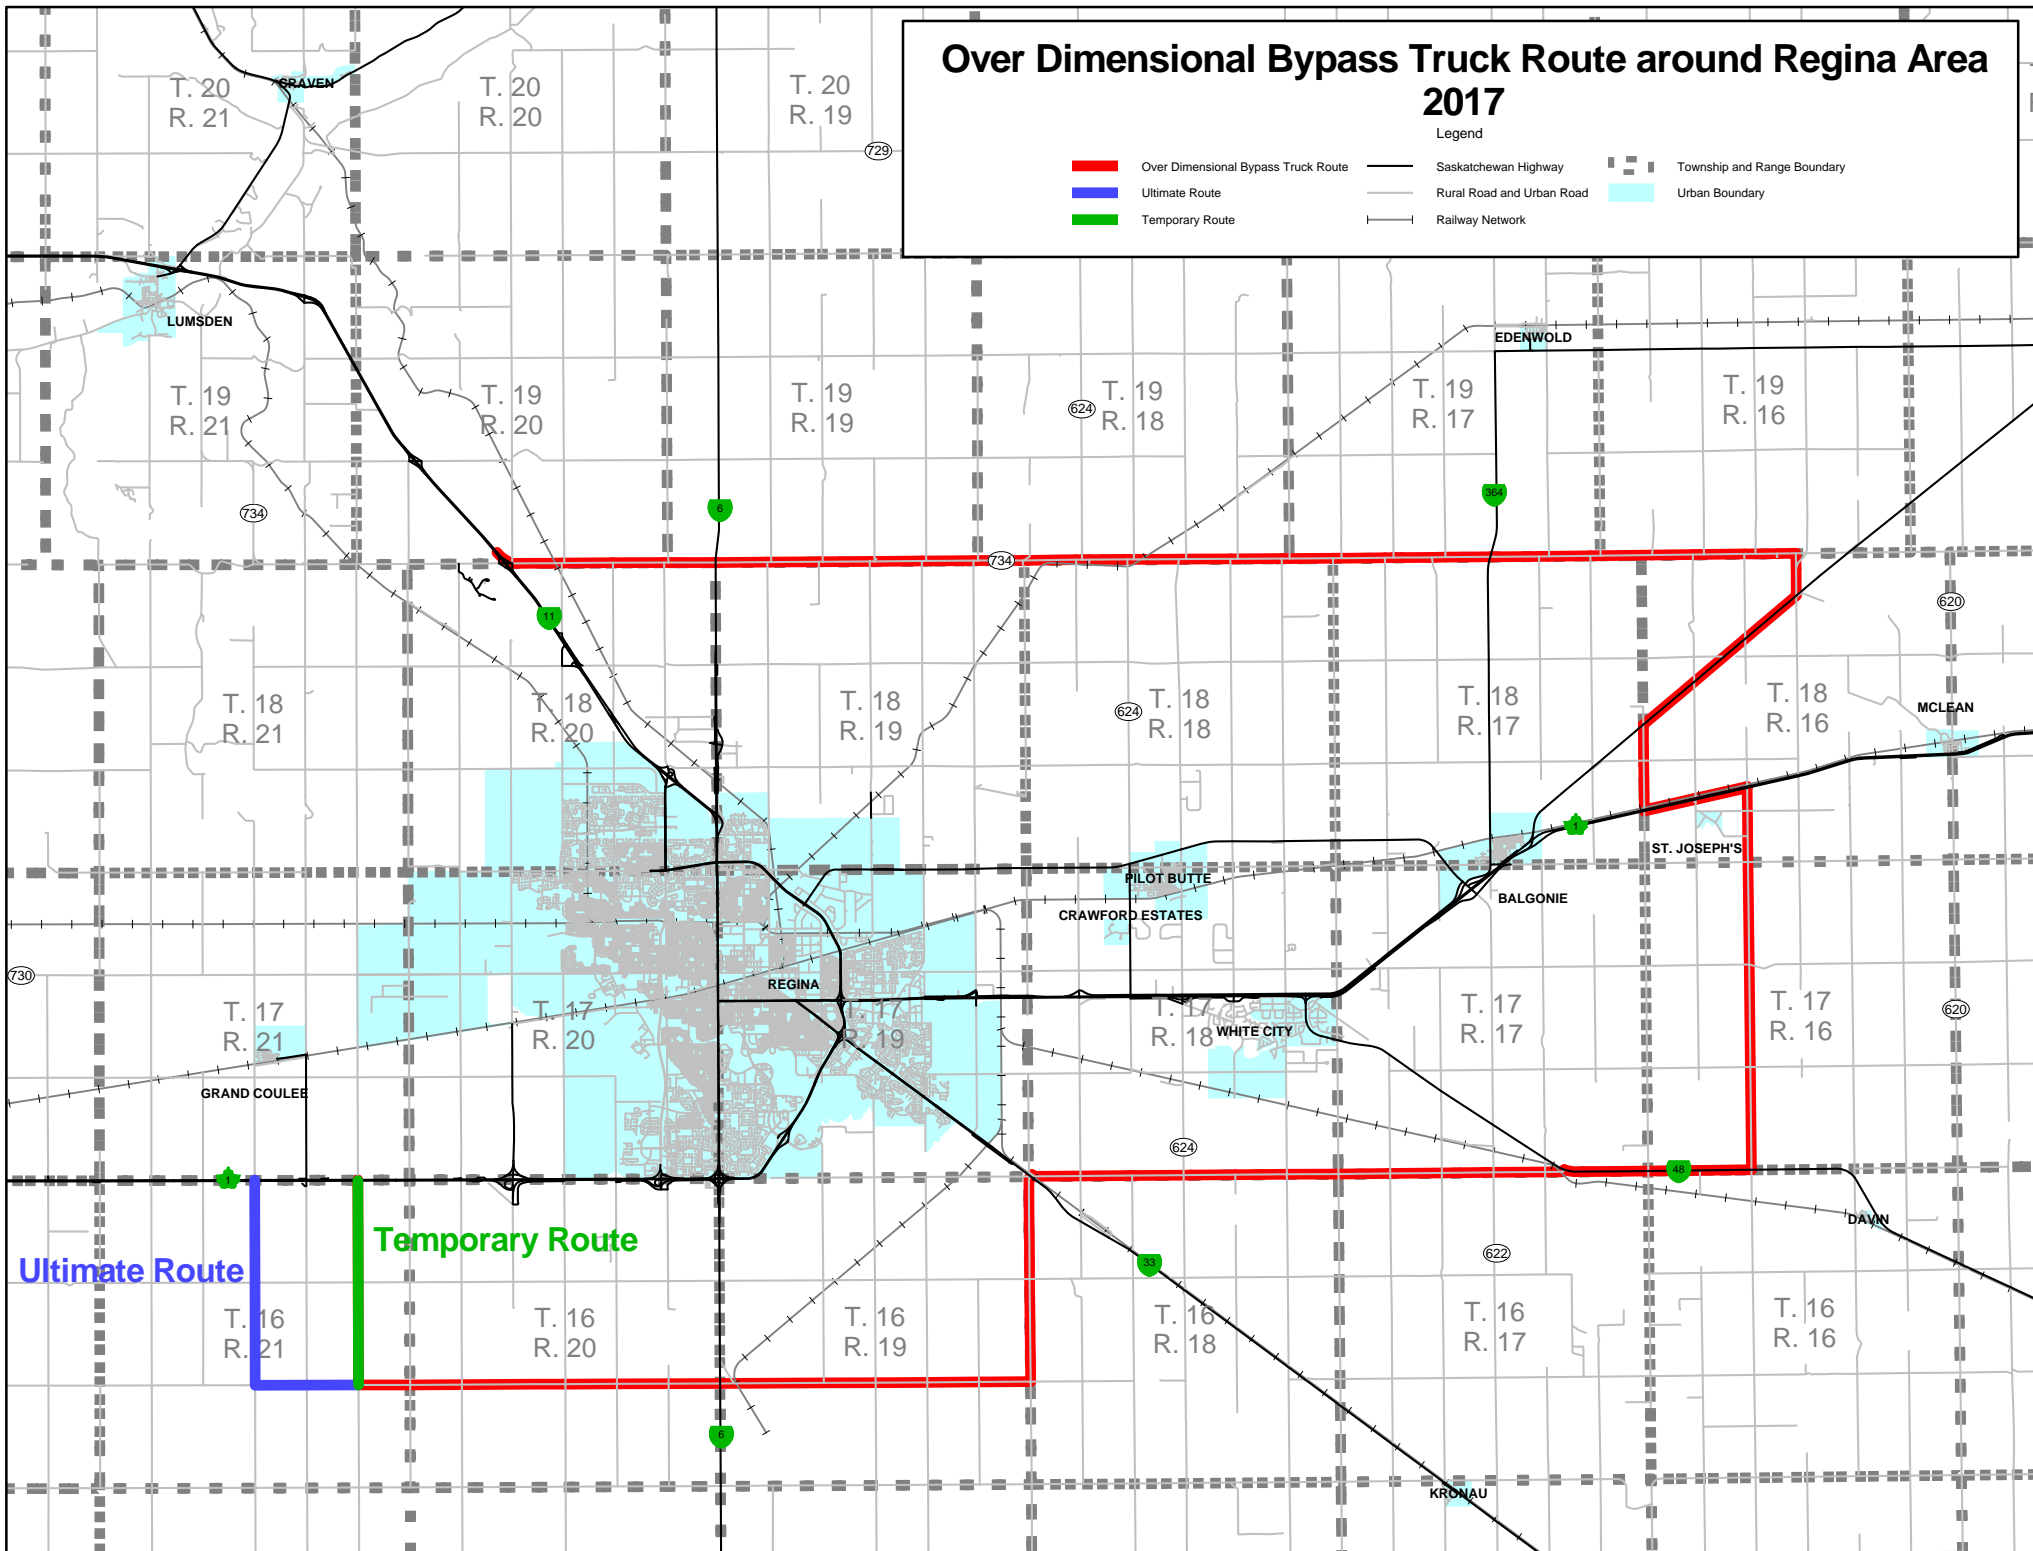 Over Dimensional Bypass Truck Route around Regina Area
2017
Legend
Over Dimensional Bypass Truck Route
Saskatchewan Highway
Township and Range Boundary
Ultimate Route
Rural Road and Urban Road
Urban Boundary
Temporary Route
Railway Network
CRAVEN
T. 20
R. 21
T. 20
R. 20
T. 20
R. 19
729
LUMSDEN
EDENWOLD
T. 19
R. 21
T. 19
R. 20
T. 19
R. 19
624
T. 19
R. 18
T. 19
R. 17
T. 19
R. 16
734
6
364
734
11
620
T. 18
R. 21
T. 18
R. 20
T. 18
R. 19
624
T. 18
R. 18
T. 18
R. 17
T. 18
R. 16
MCLEAN
1
ST. JOSEPH'S
PILOT BUTTE
BALGONIE
CRAWFORD ESTATES
730
REGINA
T. 17
R. 21
T. 17
R. 20
T. 17
R. 19
T. 17
R. 18
WHITE CITY
T. 17
R. 17
T. 17
R. 16
620
GRAND COULEE
624
1
48
Temporary Route
DAVIN
Ultimate Route
33
622
T. 16
R. 21
T. 16
R. 20
T. 16
R. 19
T. 16
R. 18
T. 16
R. 17
T. 16
R. 16
6
KRONAU